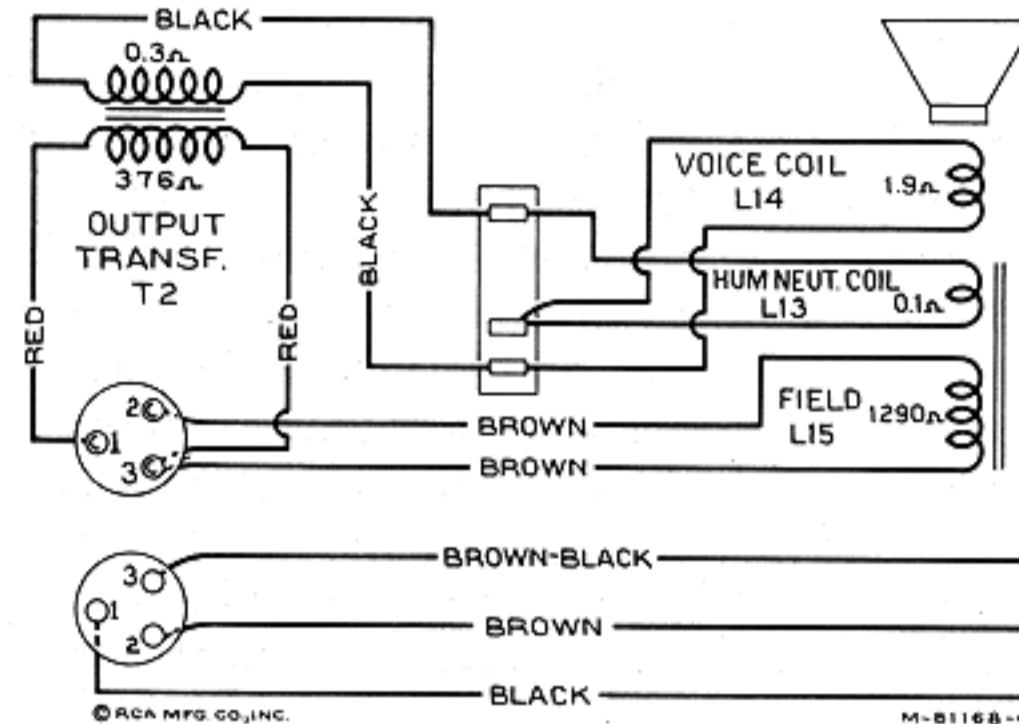 BLACK
0.3Ω
376Ω
OUTPUT
TRANSF.
T2
RED
RED
BLACK
VOICE COIL
L14
1.9Ω
HUM NEUT. COIL
L13
0.1Ω
FIELD
L15
1290Ω
2
1
3
BROWN
BROWN
3
1
2
BROWN-BLACK
BROWN
BLACK
© RCA MFG. CO., INC.